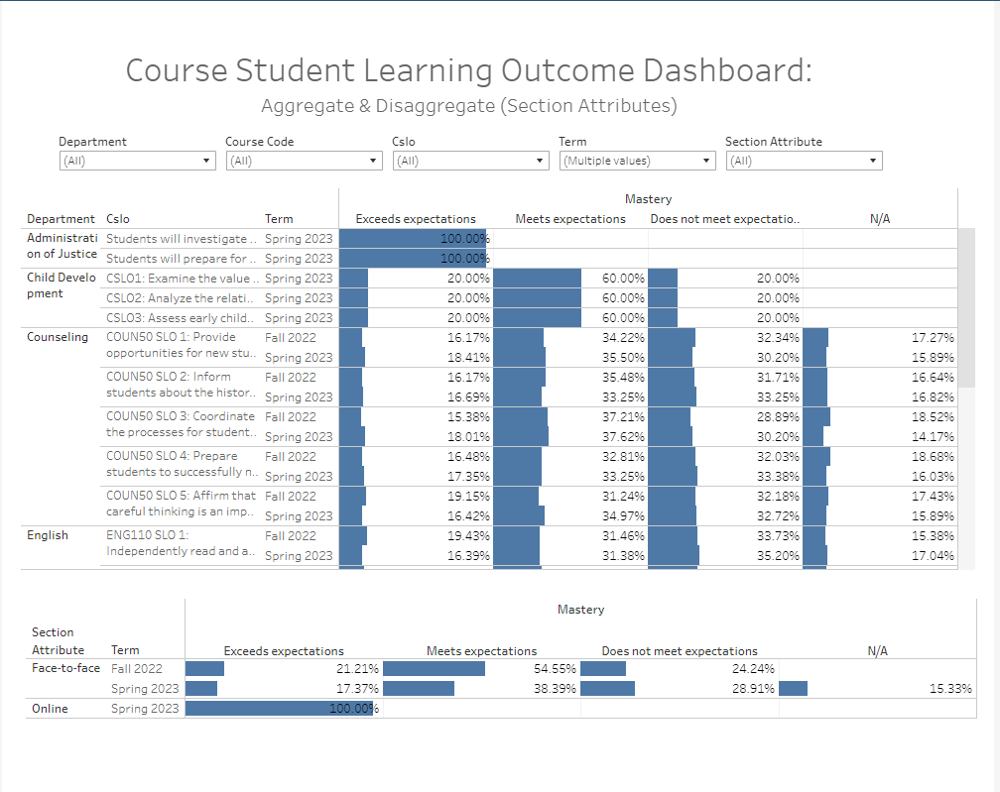 Course Student Learning Outcome Dashboard:
Aggregate & Disaggregate (Section Attributes)
Department Course Code Cslo Term Section Attribute
(All) (All) (All) (Multiple values) (All)
Mastery
Department Cslo Term Exceeds expectations Meets expectations Does not meet expectatio.. N/A
Administrati Students will investigate .. Spring 2023 100.00%
on of Justice Students will prepare for .. Spring 2023 100.00%
Child Develo CSLO1: Examine the value .. Spring 2023 20.00% 60.00% 20.00%
pment CSLO2: Analyze the relati.. Spring 2023 20.00% 60.00% 20.00%
CSLO3: Assess early child.. Spring 2023 20.00% 60.00% 20.00%
Counseling COUN50 SLO 1: Provide Fall 2022 16.17% 34.22% 32.34% 17.27%
opportunities for new stu.. Spring 2023 18.41% 35.50% 30.20% 15.89%
COUN50 SLO 2: Inform Fall 2022 16.17% 35.48% 31.71% 16.64%
students about the histor.. Spring 2023 16.69% 33.25% 33.25% 16.82%
COUN50 SLO 3: Coordinate Fall 2022 15.38% 37.21% 28.89% 18.52%
the processes for student.. Spring 2023 18.01% 37.62% 30.20% 14.17%
COUN50 SLO 4: Prepare Fall 2022 16.48% 32.81% 32.03% 18.68%
students to successfully n.. Spring 2023 17.35% 33.25% 33.38% 16.03%
COUN50 SLO 5: Affirm that Fall 2022 19.15% 31.24% 32.18% 17.43%
careful thinking is an imp.. Spring 2023 16.42% 34.97% 32.72% 15.89%
English ENG110 SLO 1: Fall 2022 19.43% 31.46% 33.73% 15.38%
Independently read and a.. Spring 2023 16.39% 31.38% 35.20% 17.04%
Mastery
Section
Attribute Term Exceeds expectations Meets expectations Does not meet expectations N/A
Face-to-face Fall 2022 21.21% 54.55% 24.24%
Spring 2023 17.37% 38.39% 28.91% 15.33%
Online Spring 2023 100.00%